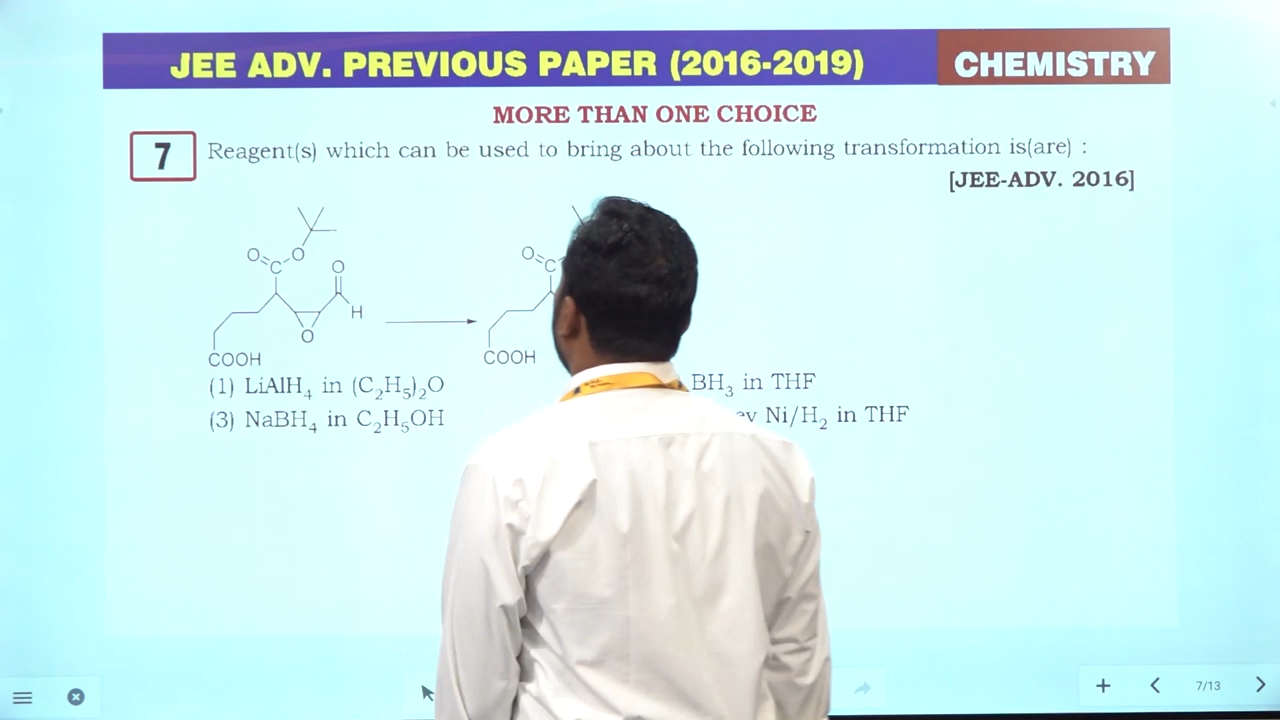 JEE ADV. PREVIOUS PAPER (2016-2019) CHEMISTRY
MORE THAN ONE CHOICE
7 Reagent(s) which can be used to bring about the following transformation is(are) :
[JEE-ADV. 2016]
O
C
O
O
H
O
COOH
O
C
COOH
(1) LiAlH₄ in (C₂H₅)₂O BH₃ in THF
(3) NaBH₄ in C₂H₅OH Ni/H₂ in THF
7/13